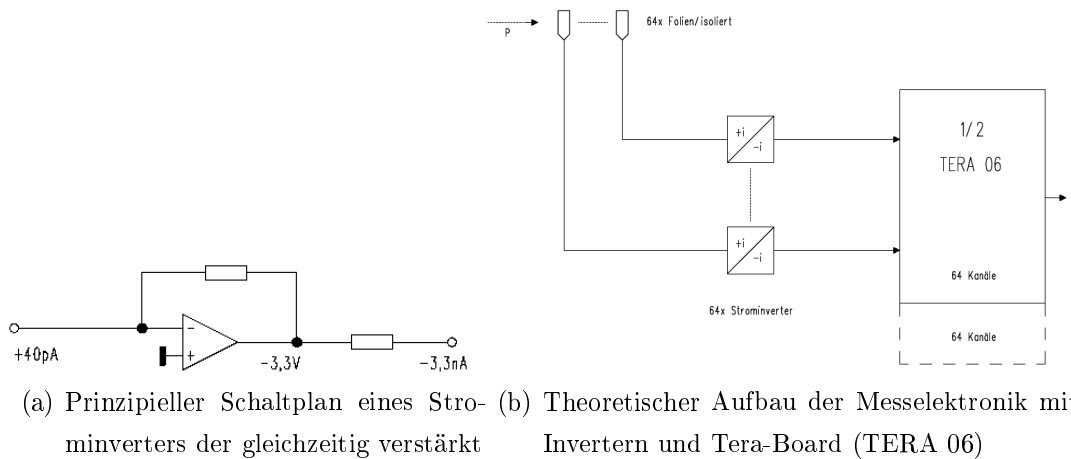 P
64x Folien/isoliert
+i
-i
1/2
TERA 06
+i
-i
64 Kanäle
64x Strominverter
64 Kanäle
-
+
+40pA
-3,3V
-3,3nA
(a) Prinzipieller Schaltplan eines Stro-
minverters der gleichzeitig verstärkt
(b) Theoretischer Aufbau der Messelektronik mit
Invertern und Tera-Board (TERA 06)